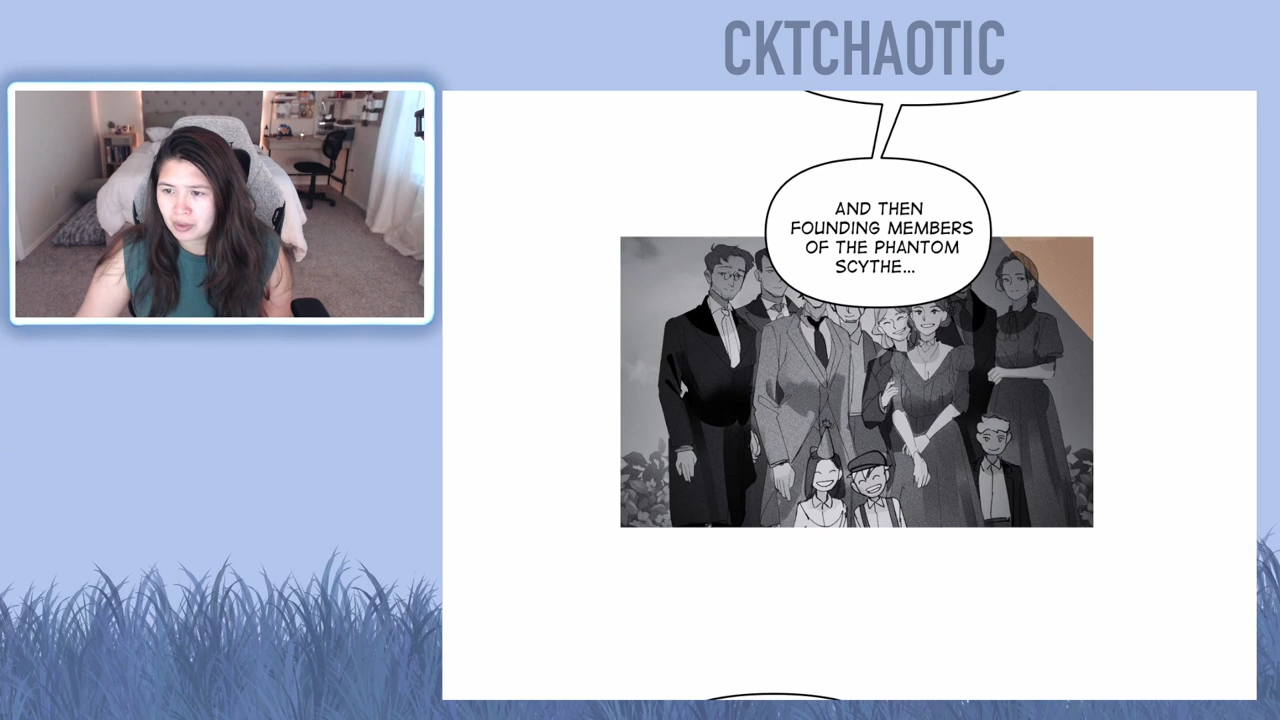 CKTCHAOTIC
AND THEN
FOUNDING MEMBERS
OF THE PHANTOM
SCYTHE...